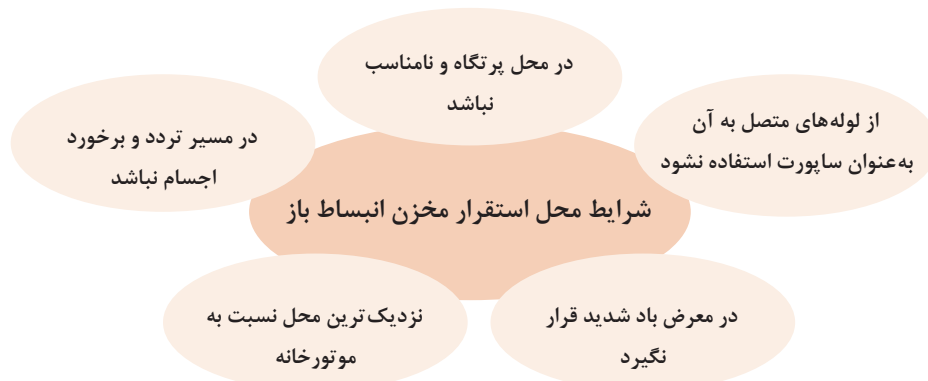 در محل پرتگاه و نامناسب
نباشد
از لوله‌های متصل به آن
به‌عنوان ساپورت استفاده نشود
در مسیر تردد و برخورد
اجسام نباشد
شرایط محل استقرار مخزن انبساط باز
در معرض باد شدید قرار
نگیرد
نزدیک‌ترین محل نسبت به
موتورخانه